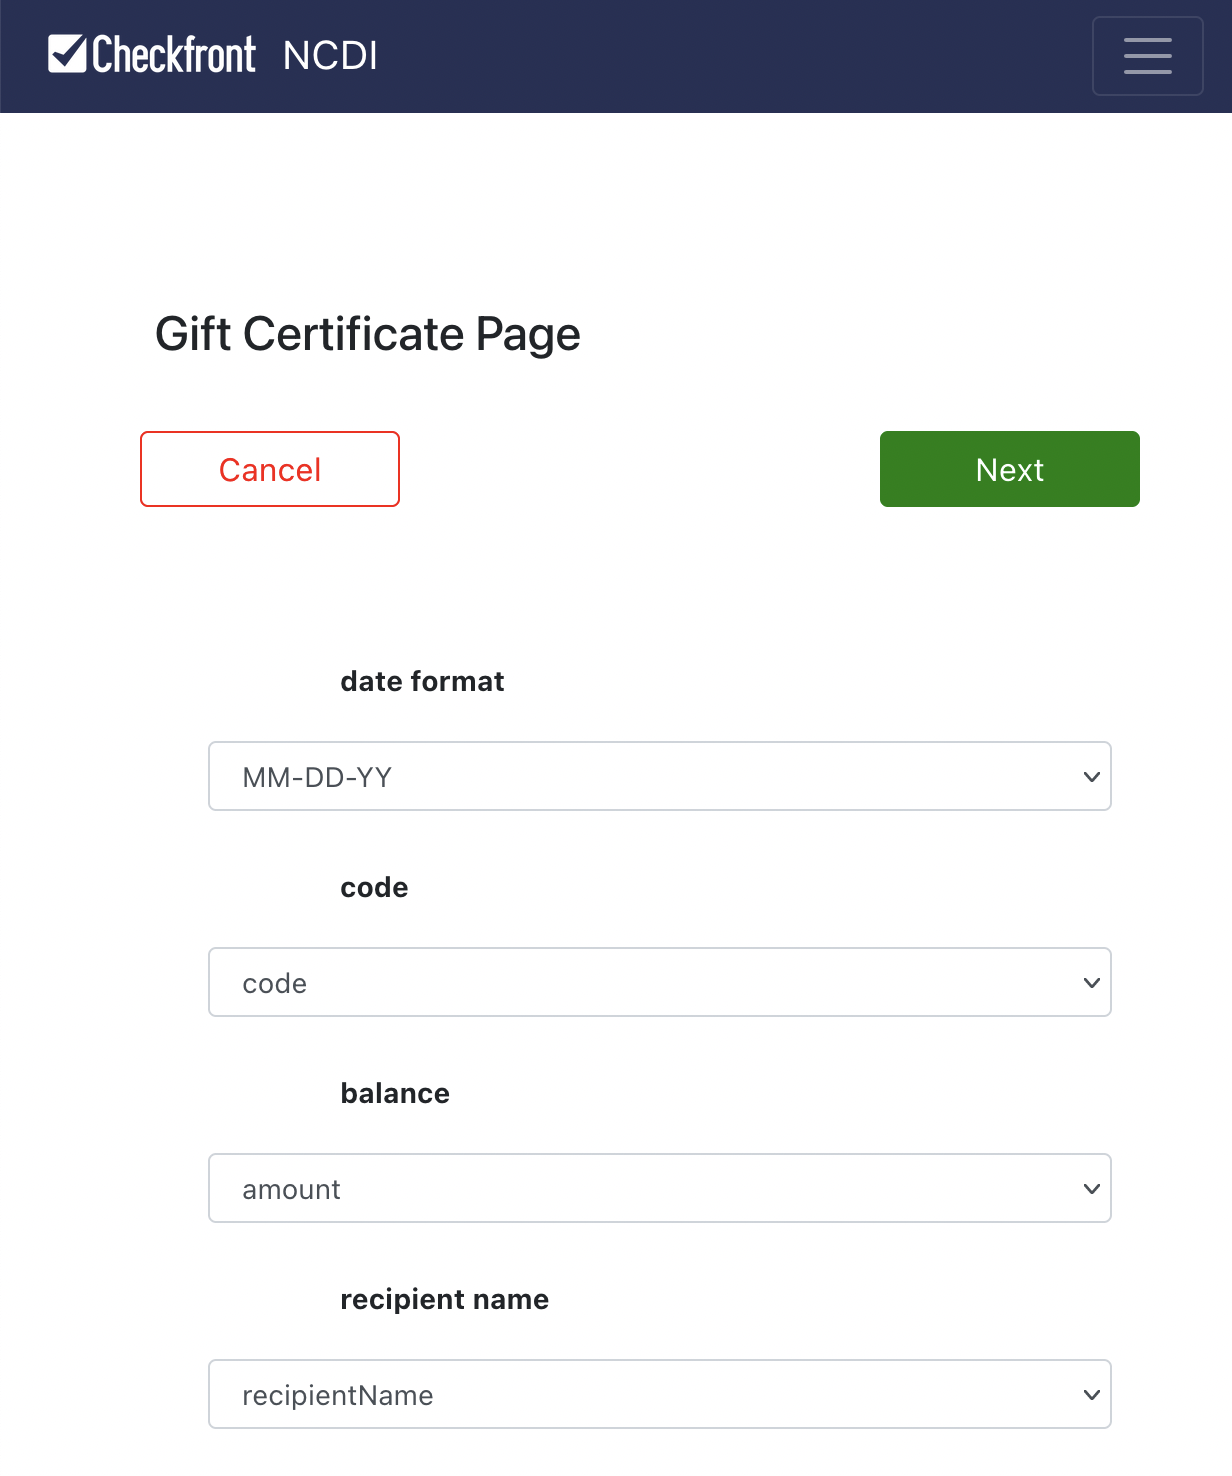 Checkfront NCDI
Gift Certificate Page
Cancel Next
date format
MM-DD-YY
code
code
balance
amount
recipient name
recipientName